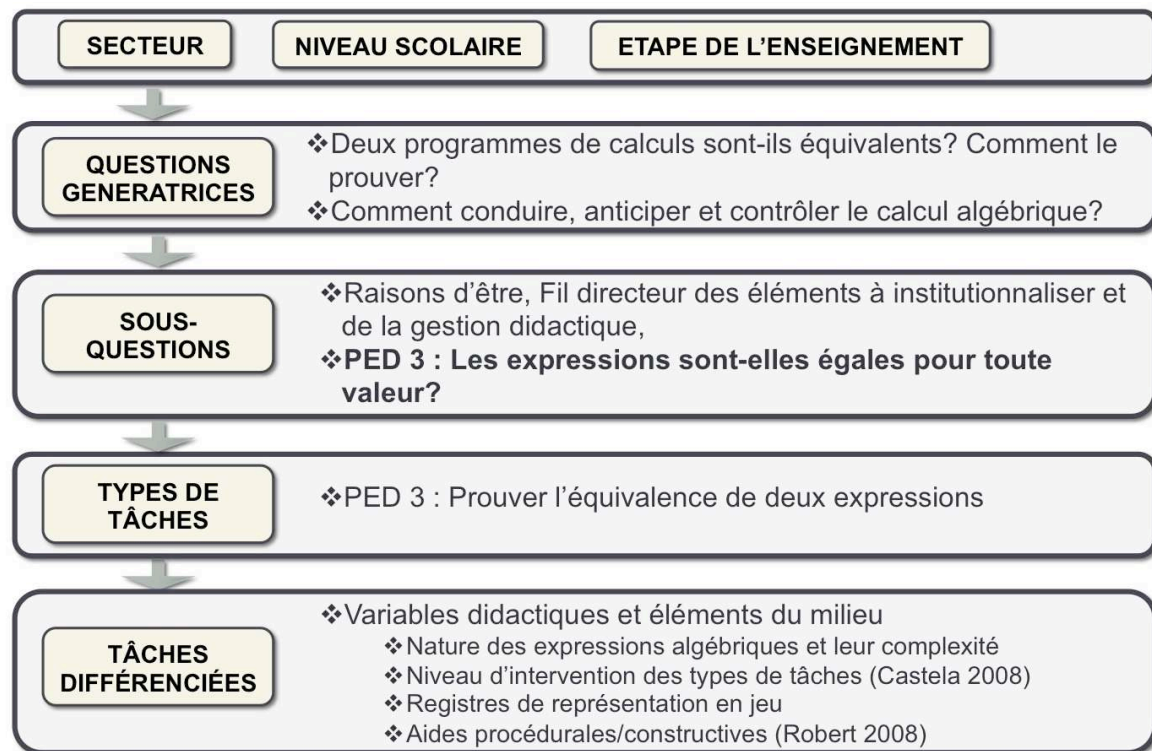 SECTEUR NIVEAU SCOLAIRE ETAPE DE L’ENSEIGNEMENT
QUESTIONS
GENERATRICES
❖Deux programmes de calculs sont-ils équivalents? Comment le
prouver?
❖Comment conduire, anticiper et contrôler le calcul algébrique?
SOUS-
QUESTIONS
❖Raisons d’être, Fil directeur des éléments à institutionnaliser et
de la gestion didactique,
❖PED 3 : Les expressions sont-elles égales pour toute
valeur?
TYPES DE
TÂCHES
❖PED 3 : Prouver l’équivalence de deux expressions
TÂCHES
DIFFÉRENCIÉES
❖Variables didactiques et éléments du milieu
❖Nature des expressions algébriques et leur complexité
❖Niveau d’intervention des types de tâches (Castela 2008)
❖Registres de représentation en jeu
❖Aides procédurales/constructives (Robert 2008)